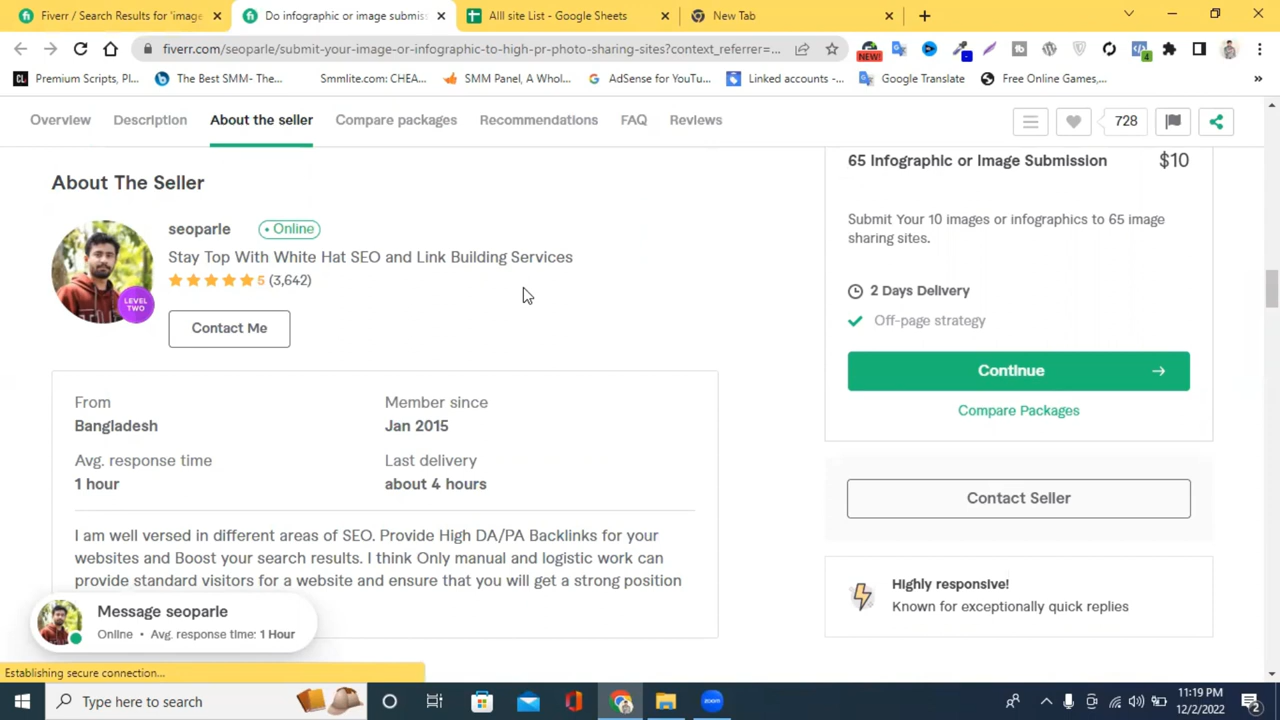 Fiverr / Search Results for 'image
Do infographic or image submiss
Alll site List - Google Sheets
New Tab
fiverr.com/seoparle/submit-your-image-or-infographic-to-high-pr-photo-sharing-sites?context_referrer=...
NEW!
4
CL Premium Scripts, Pl...
The Best SMM- The...
Smmlite.com: CHEA...
SMM Panel, A Whol...
AdSense for YouTu...
Linked accounts -...
Google Translate
Free Online Games,...
»
Overview
Description
About the seller
Compare packages
Recommendations
FAQ
Reviews
728
About The Seller
seoparle
• Online
Stay Top With White Hat SEO and Link Building Services
5 (3,642)
LEVEL
TWO
Contact Me
From
Bangladesh
Member since
Jan 2015
Avg. response time
1 hour
Last delivery
about 4 hours
I am well versed in different areas of SEO. Provide High DA/PA Backlinks for your
websites and Boost your search results. I think Only manual and logistic work can
provide standard visitors for a website and ensure that you will get a strong position
65 Infographic or Image Submission
$10
Submit Your 10 images or infographics to 65 image
sharing sites.
2 Days Delivery
Off-page strategy
Continue
Compare Packages
Contact Seller
Highly responsive!
Known for exceptionally quick replies
Message seoparle
Online • Avg. response time: 1 Hour
Establishing secure connection...
Type here to search
11:19 PM
12/2/2022
2